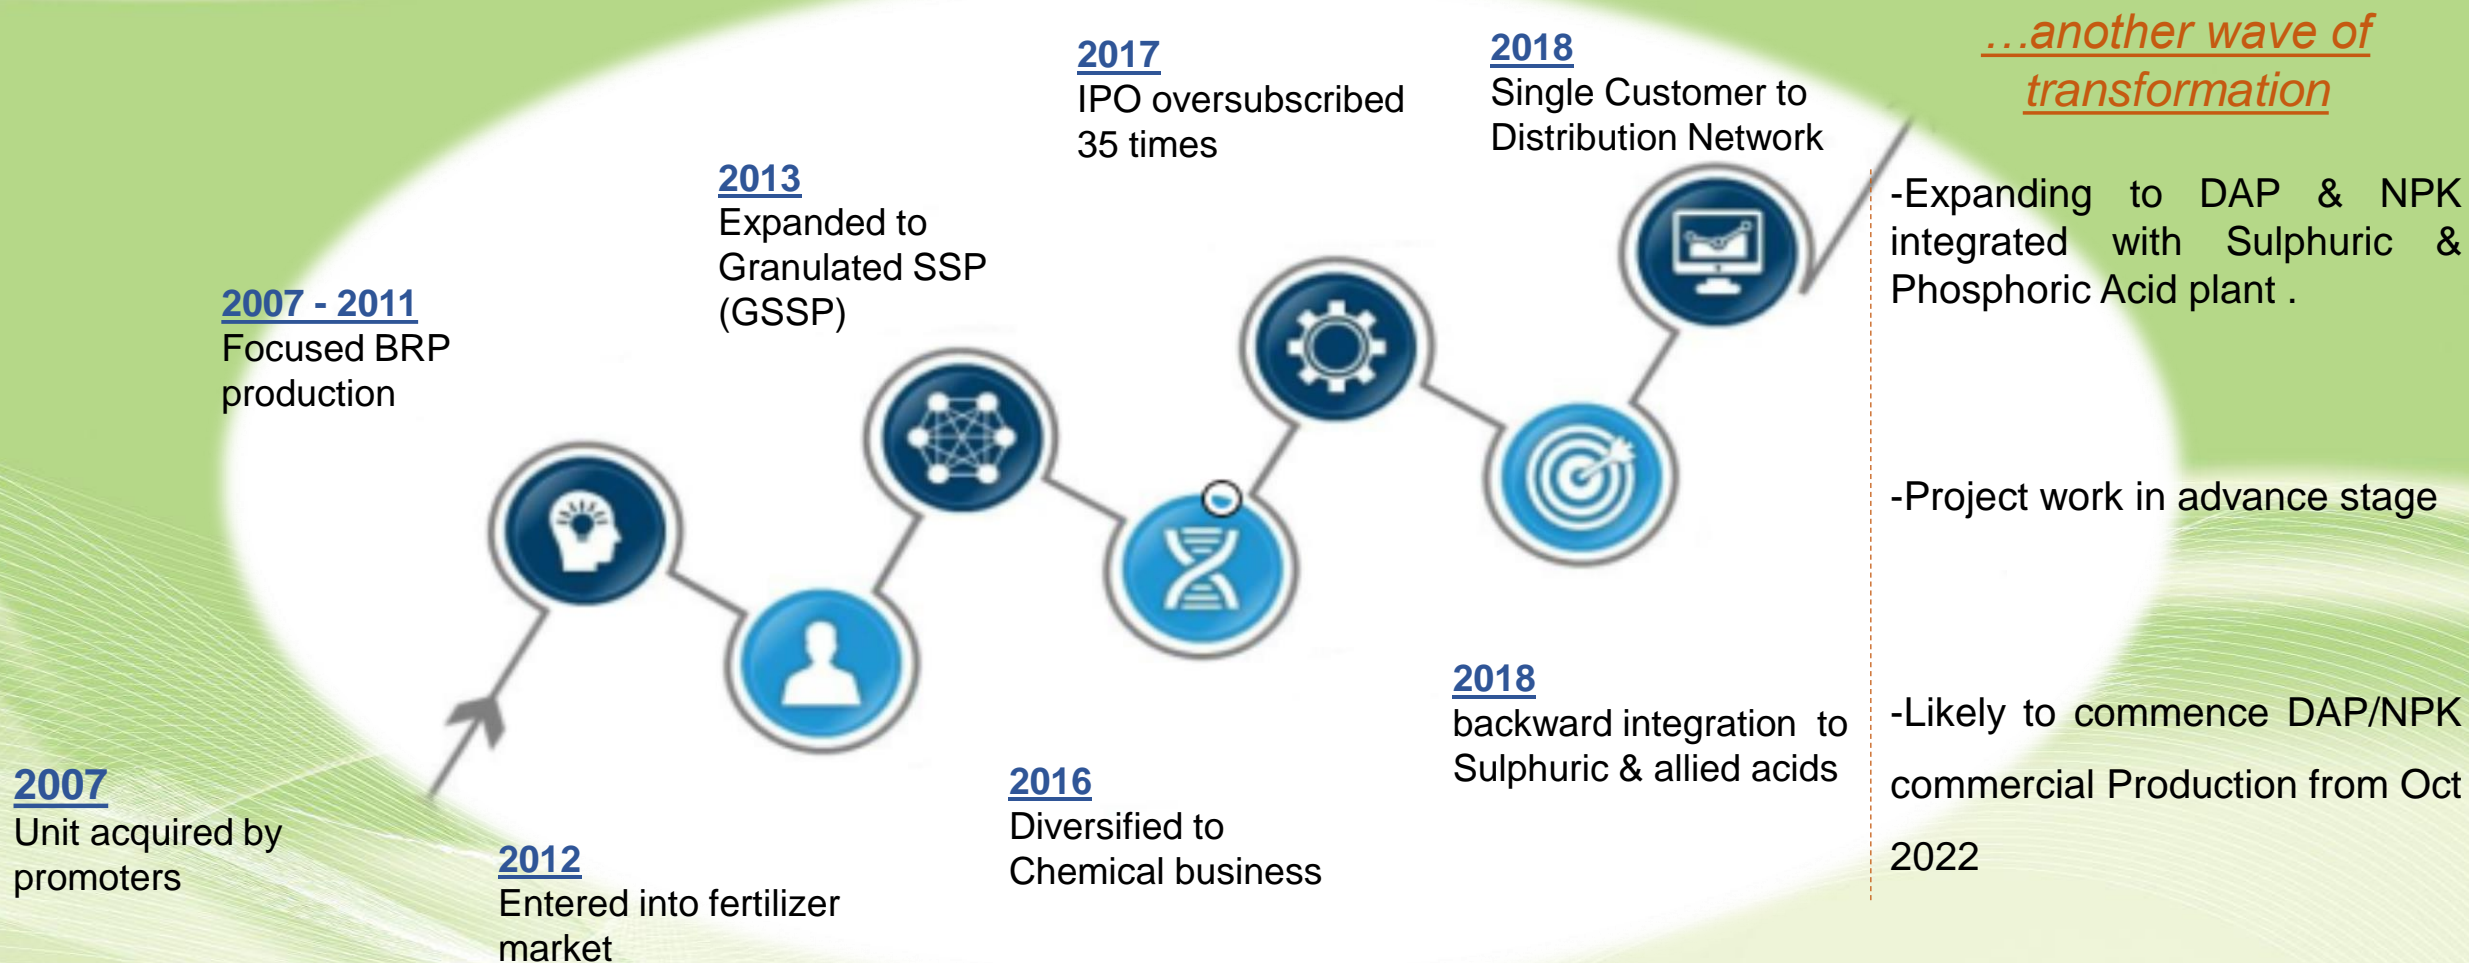 2007
Unit acquired by
promoters
2007 - 2011
Focused BRP
production
2012
Entered into fertilizer
market
2013
Expanded to
Granulated SSP
(GSSP)
2016
Diversified to
Chemical business
2017
IPO oversubscribed
35 times
2018
backward integration to
Sulphuric & allied acids
2018
Single Customer to
Distribution Network
...another wave of
transformation
-Expanding to DAP & NPK
integrated with Sulphuric &
Phosphoric Acid plant .
-Project work in advance stage
-Likely to commence DAP/NPK
commercial Production from Oct
2022